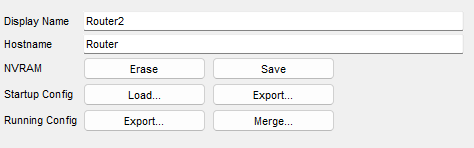 Display Name Router2
Hostname Router
NVRAM Erase Save
Startup Config Load... Export...
Running Config Export... Merge...